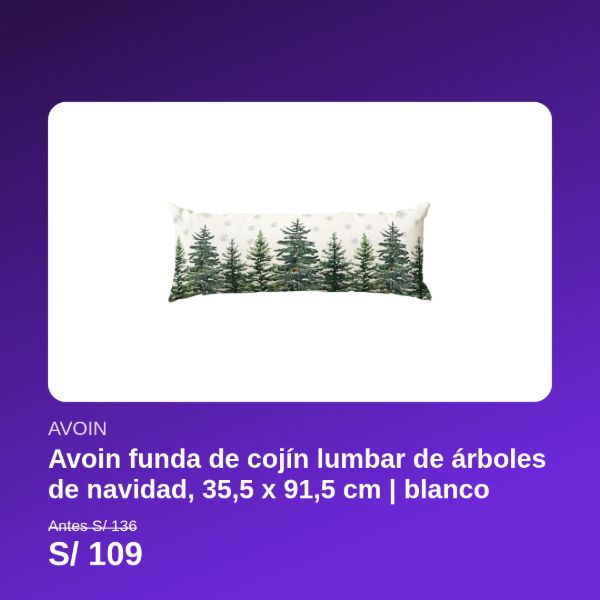 AVOIN
Avoin funda de cojín lumbar de árboles
de navidad, 35,5 x 91,5 cm | blanco
Antes S/ 136
S/ 109